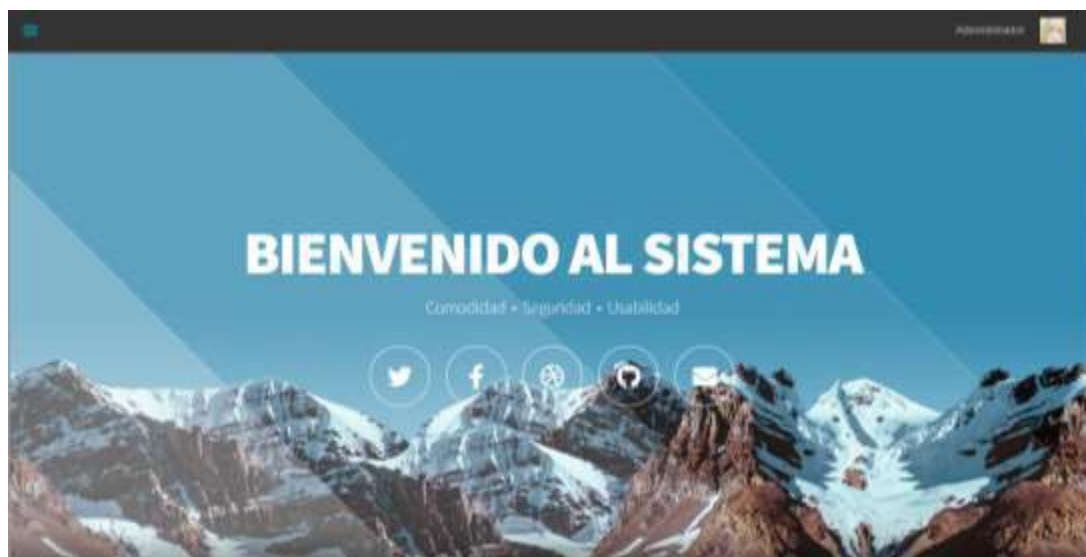 Administrador
BIENVENIDO AL SISTEMA
Comodidad • Seguridad • Usabilidad